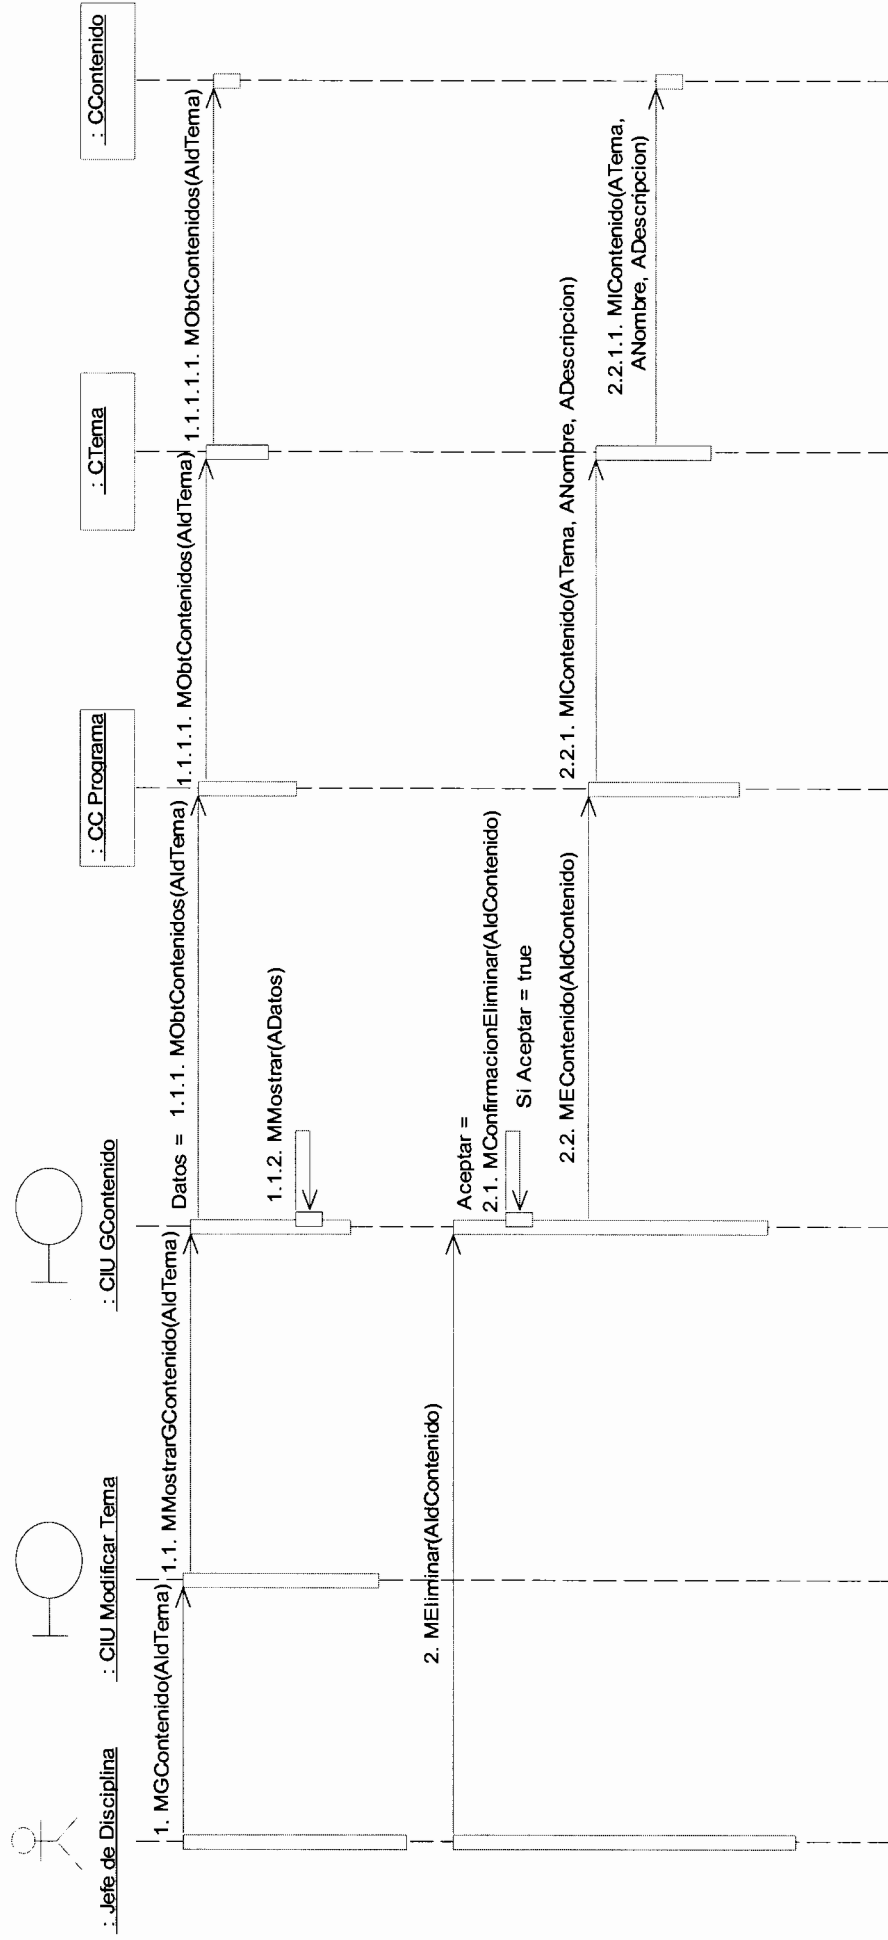 : Jefe de Disciplina
: CIU Modificar Tema
: CIU GContenido
: CC Programa
: CTema
: CContenido
1. MGContenido(AIdTema)
1.1. MMostrarGContenido(AIdTema)
Datos = 1.1.1. MObtContenidos(AIdTema)
1.1.1.1. MObtContenidos(AIdTema)
1.1.1.1.1. MObtContenidos(AIdTema)
1.1.2. MMostrar(ADatos)
2. MEliminar(AIdContenido)
Aceptar =
2.1. MConfirmacionEliminar(AIdContenido)
Si Aceptar = true
2.2. MEContenido(AIdContenido)
2.2.1. MIContenido(ATema, ANombre, ADescripcion)
2.2.1.1. MIContenido(ATema,
ANombre, ADescripcion)